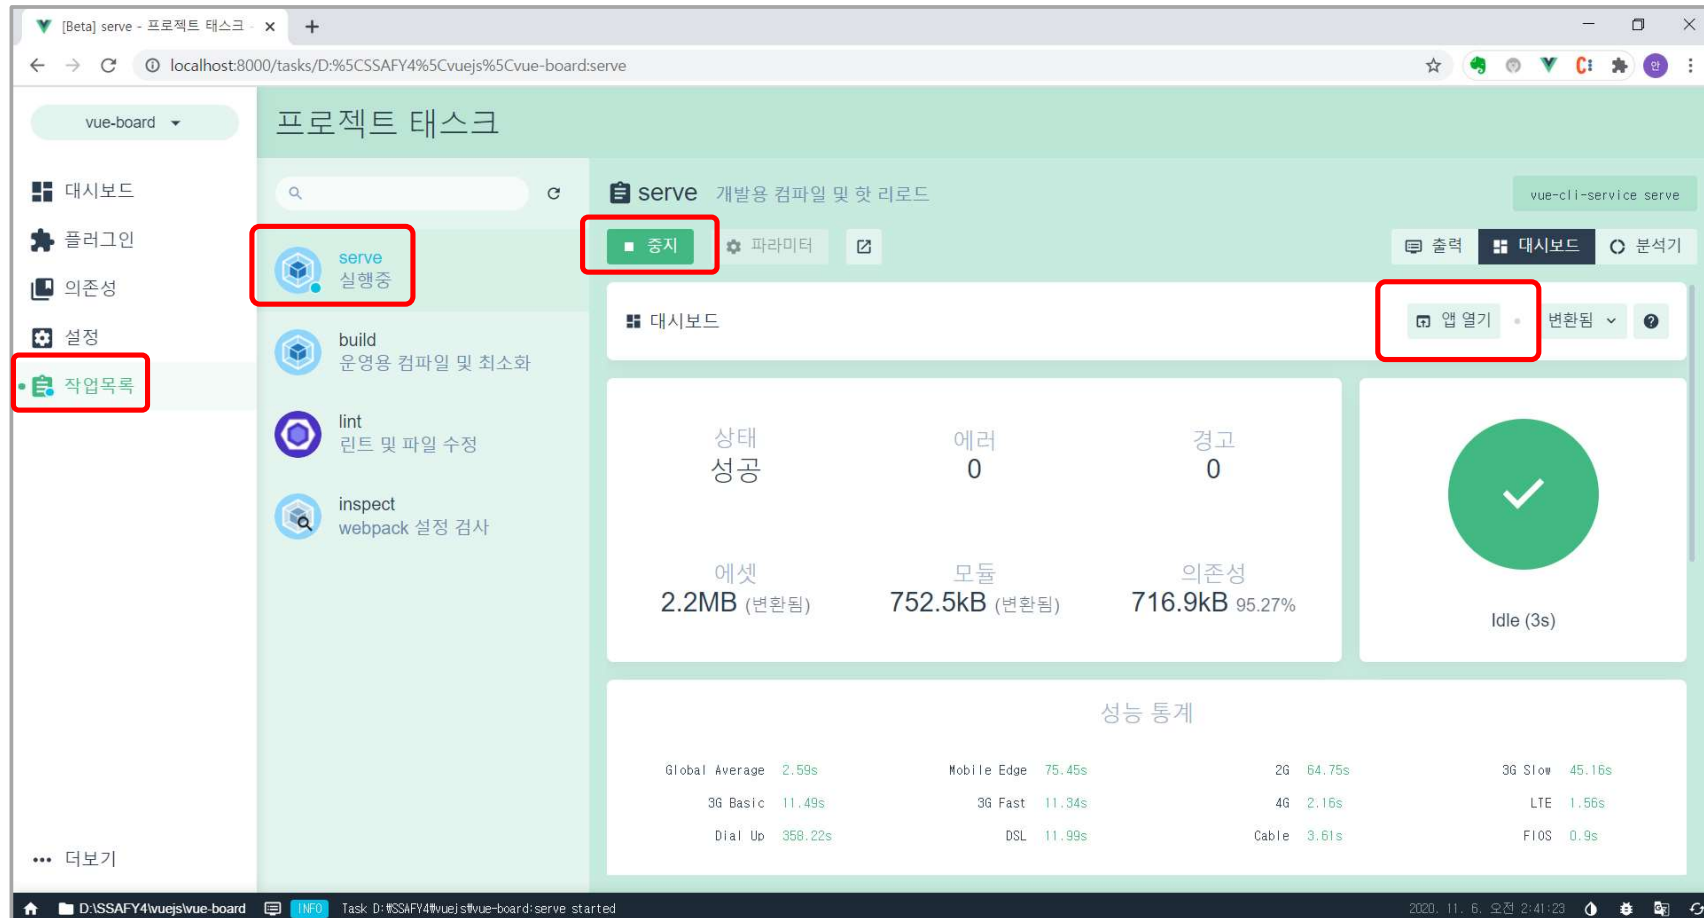 [Beta] serve - 프로젝트 태스크 -
localhost:8000/tasks/D:%5CSSAFY4%5Cvuejs%5Cvue-board:serve
안
vue-board
프로젝트 태스크
대시보드
플러그인
의존성
설정
작업목록
더보기
serve
실행중
build
운영용 컴파일 및 최소화
lint
린트 및 파일 수정
inspect
webpack 설정 검사
serve 개발용 컴파일 및 핫 리로드
vue-cli-service serve
중지 파라미터
출력 대시보드 분석기
대시보드
앱 열기 변환됨
상태 에러 경고
성공 0 0
에셋 모듈 의존성
2.2MB (변환됨) 752.5kB (변환됨) 716.9kB 95.27%
Idle (3s)
성능 통계
Global Average 2.59s Mobile Edge 75.45s 2G 64.75s 3G Slow 45.16s
3G Basic 11.49s 3G Fast 11.34s 4G 2.16s LTE 1.56s
Dial Up 358.22s DSL 11.99s Cable 3.61s FIOS 0.9s
D:\SSAFY4\vuejs\vue-board INFO Task D:₩SSAFY4₩vuejs₩vue-board:serve started 2020. 11. 6. 오전 2:41:23